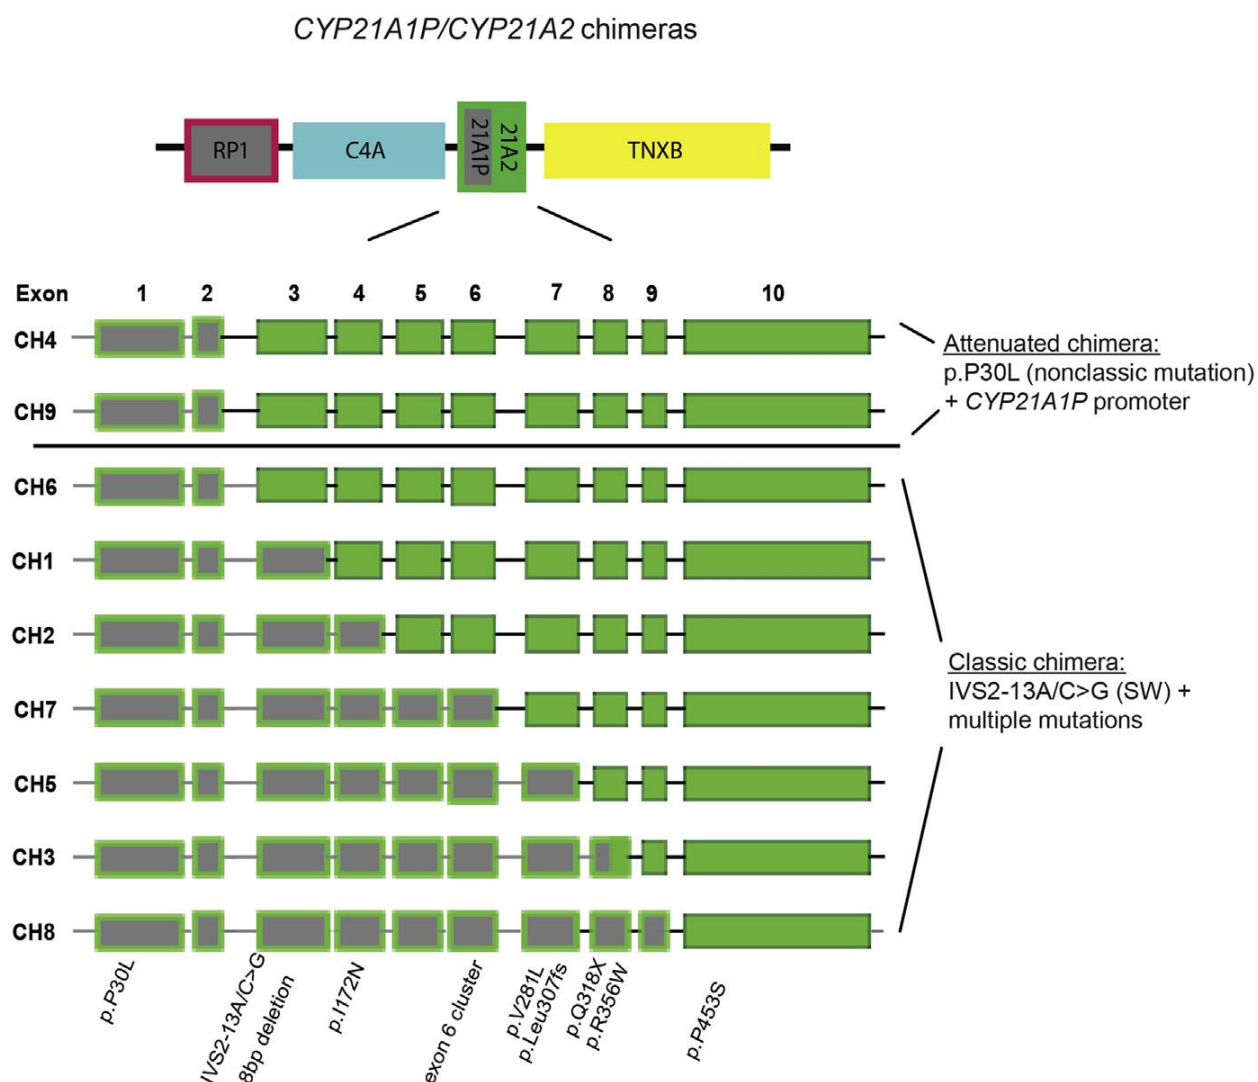 CYP21A1P/CYP21A2 chimeras
RP1
C4A
21A1P
21A2
TNXB
Exon 1 2 3 4 5 6 7 8 9 10
CH4
CH9
Attenuated chimera:
p.P30L (nonclassic mutation)
+ CYP21A1P promoter
CH6
CH1
CH2
CH7
CH5
CH3
CH8
Classic chimera:
IVS2-13A/C>G (SW) +
multiple mutations
p.P30L
IVS2-13A/C>G
8bp deletion
p.I172N
exon 6 cluster
p.V281L
p.Leu307fs
p.Q318X
p.R356W
p.P453S